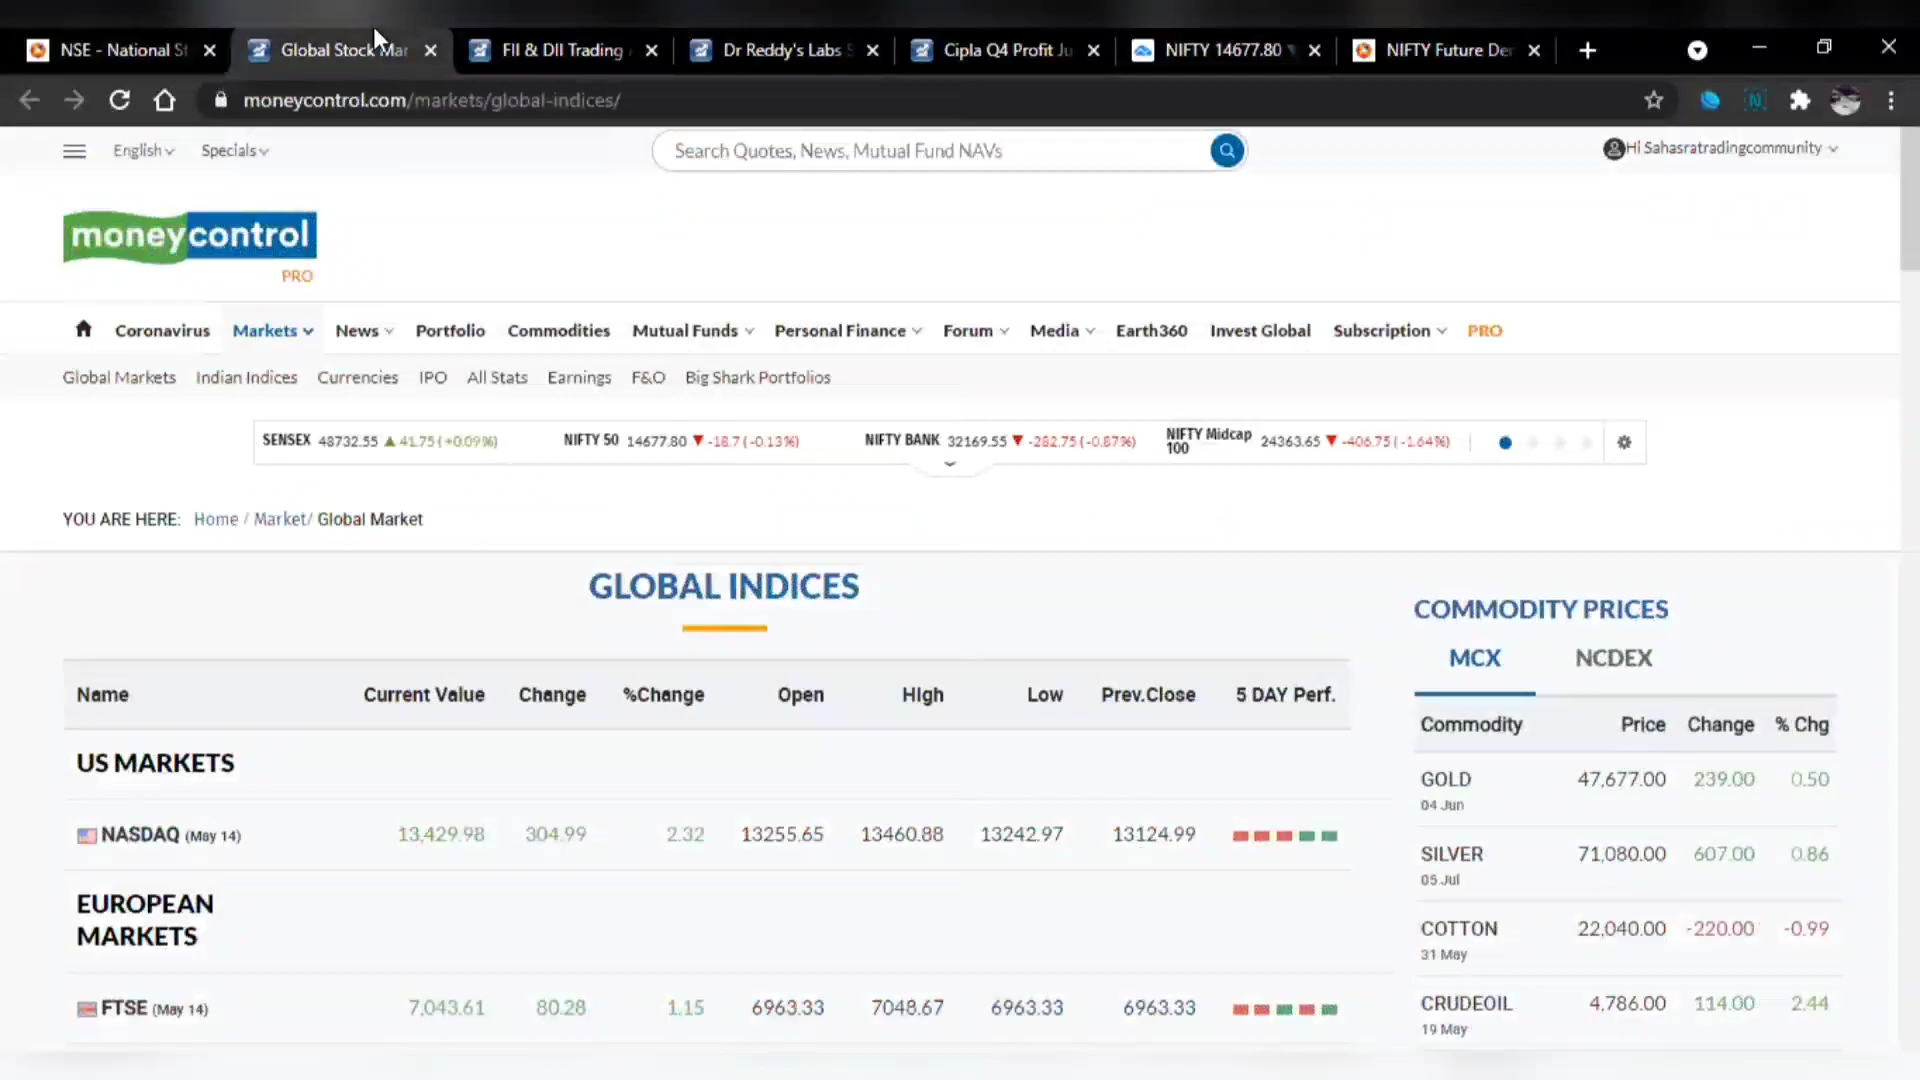 NSE - National St
Global Stock Mar
FII & DII Trading
Dr Reddy's Labs
Cipla Q4 Profit Ju
NIFTY 14677.80
NIFTY Future Der
moneycontrol.com/markets/global-indices/
English
Specials
Search Quotes, News, Mutual Fund NAVs
Hi Sahasratradingcommunity
moneycontrol
PRO
Coronavirus Markets News Portfolio Commodities Mutual Funds Personal Finance Forum Media Earth360 Invest Global Subscription PRO
Global Markets Indian Indices Currencies IPO All Stats Earnings F&O Big Shark Portfolios
SENSEX 48732.55 ▲ 41.75 (+0.09%)
NIFTY 50 14677.80 ▼ -18.7 (-0.13%)
NIFTY BANK 32169.55 ▼ -282.75 (-0.87%)
NIFTY Midcap 100 24363.65 ▼ -406.75 (-1.64%)
YOU ARE HERE: Home / Market/ Global Market
GLOBAL INDICES
Name Current Value Change %Change Open High Low Prev.Close 5 DAY Perf.
US MARKETS
NASDAQ (May 14) 13,429.98 304.99 2.32 13255.65 13460.88 13242.97 13124.99
EUROPEAN
MARKETS
FTSE (May 14) 7,043.61 80.28 1.15 6963.33 7048.67 6963.33 6963.33
COMMODITY PRICES
MCX NCDEX
Commodity Price Change % Chg
GOLD 47,677.00 239.00 0.50
04 Jun
SILVER 71,080.00 607.00 0.86
05 Jul
COTTON 22,040.00 -220.00 -0.99
31 May
CRUDEOIL 4,786.00 114.00 2.44
19 May